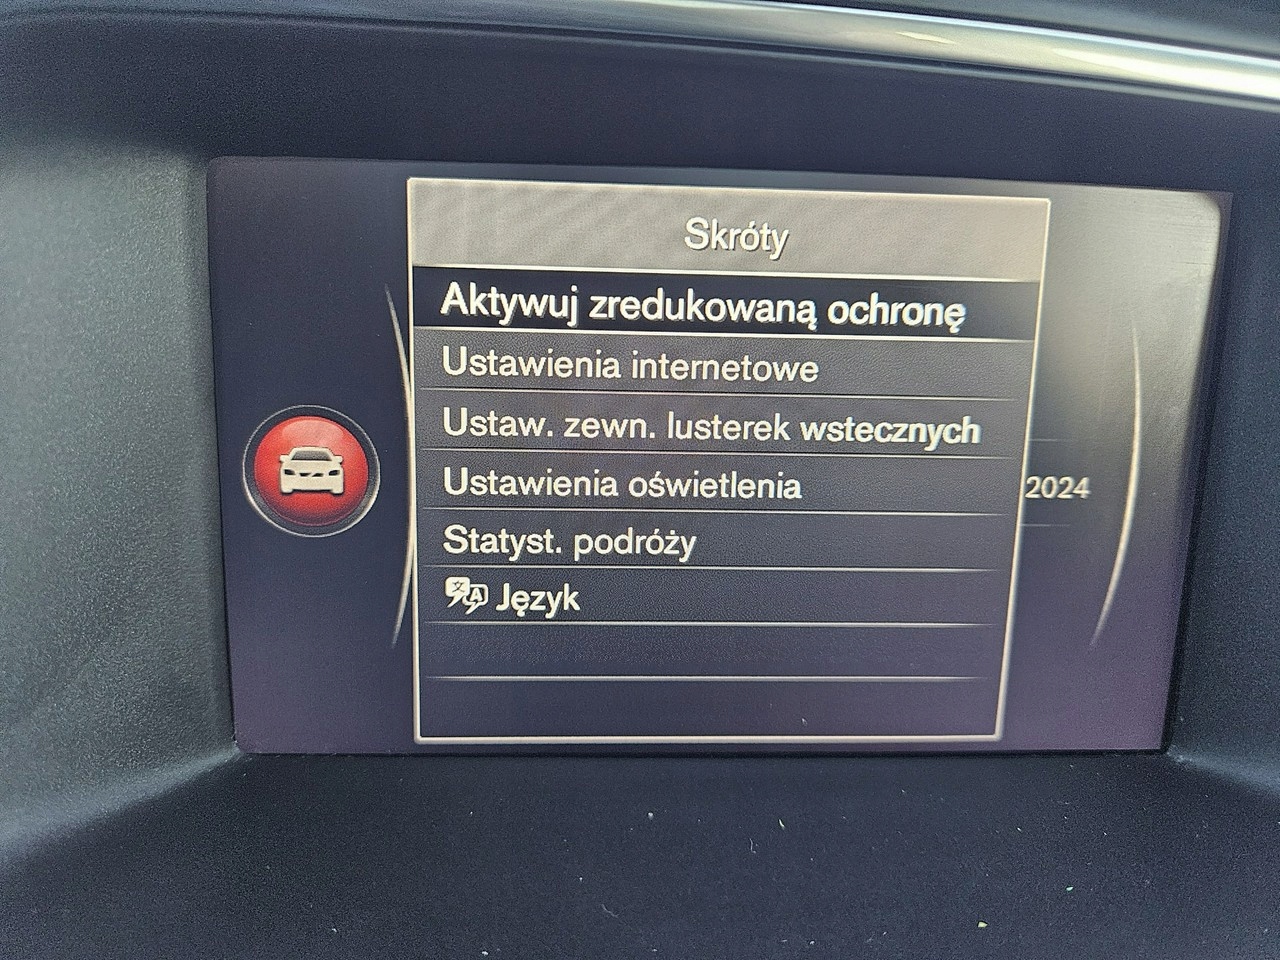 Skróty
Aktywuj zredukowaną ochronę
Ustawienia internetowe
Ustaw. zewn. lusterek wstecznych
Ustawienia oświetlenia
2024
Statyst. podróży
Język